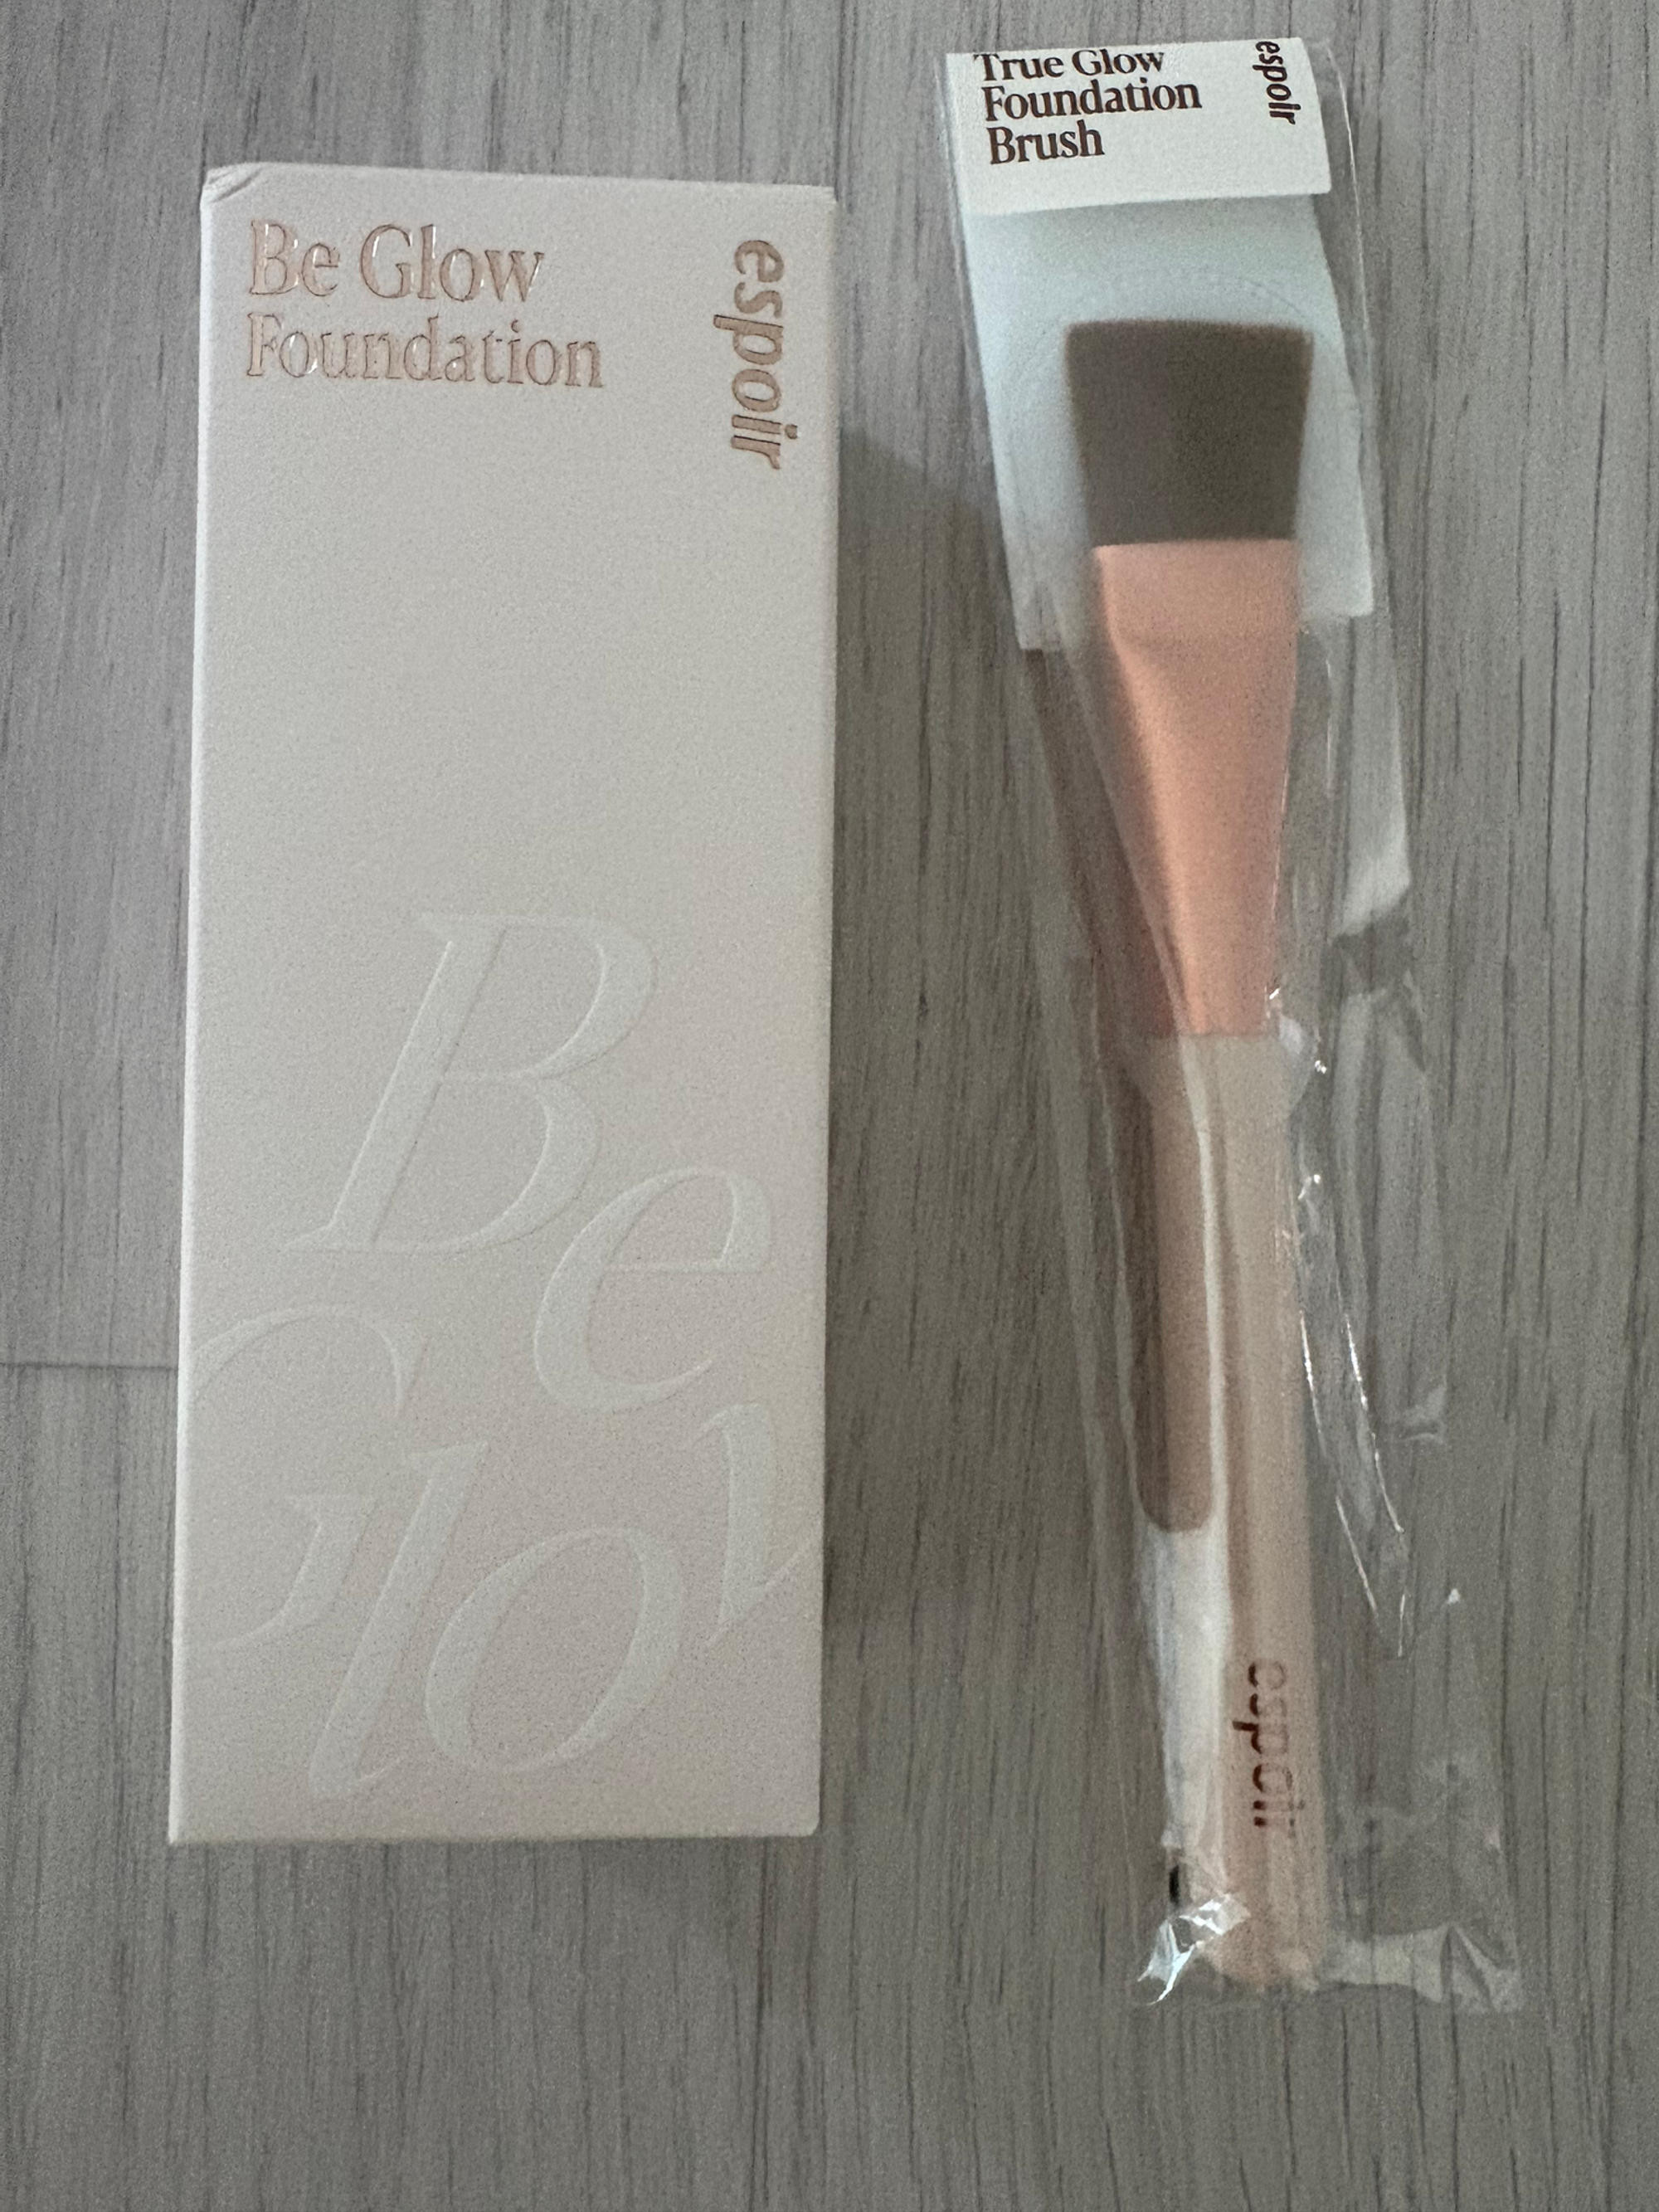 Be Glow
Foundation
espoir
Be
Glow
True Glow
Foundation
Brush
espoir
espoir